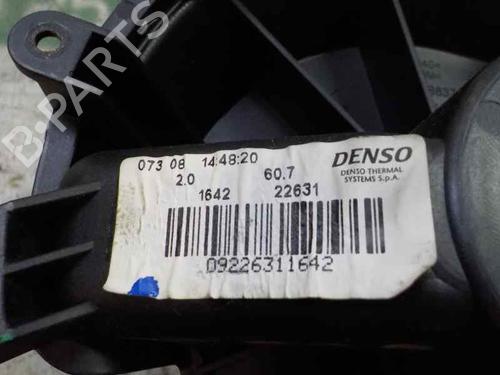 B-PARTS
073 08 14:48:20
2.0 60.7
1642 22631
DENSO
DENSO THERMAL
SYSTEMS S.p.A.
09226311642